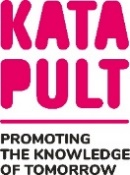 KATA
PULT
PROMOTING
THE KNOWLEDGE
OF TOMORROW